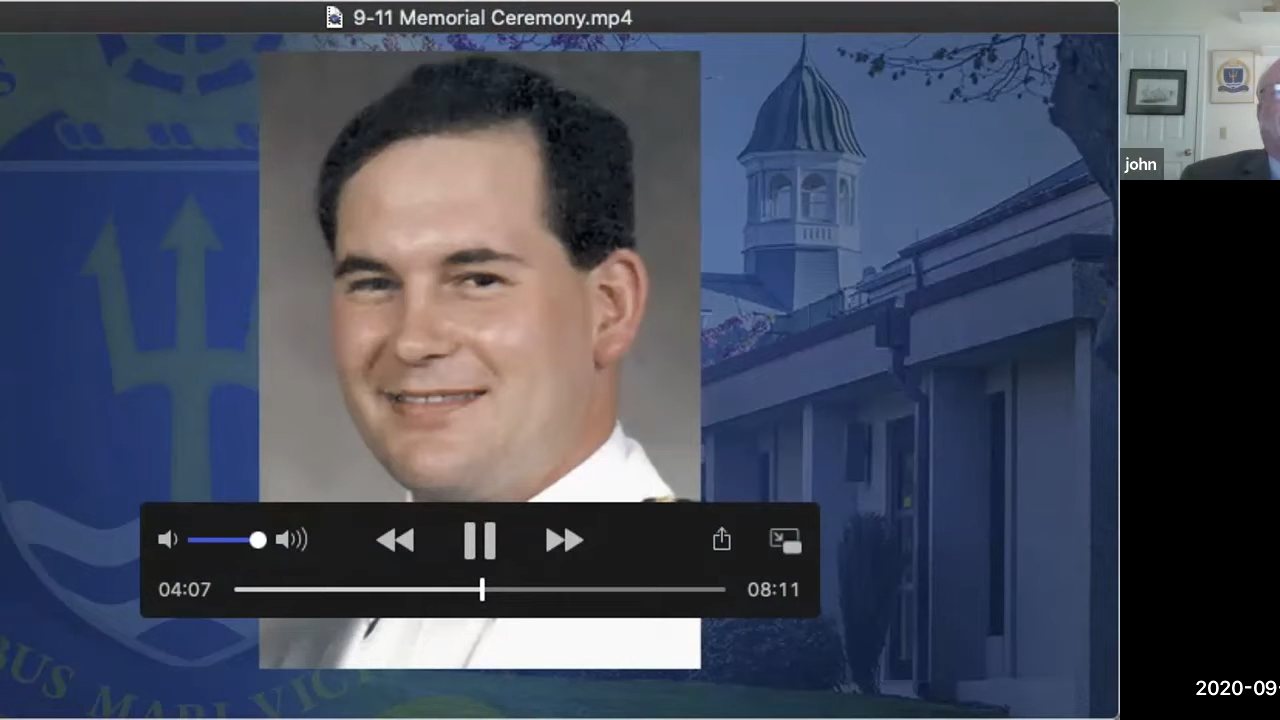 9-11 Memorial Ceremony.mp4
john
04:07
08:11
BUS MARI VIC
2020-09-